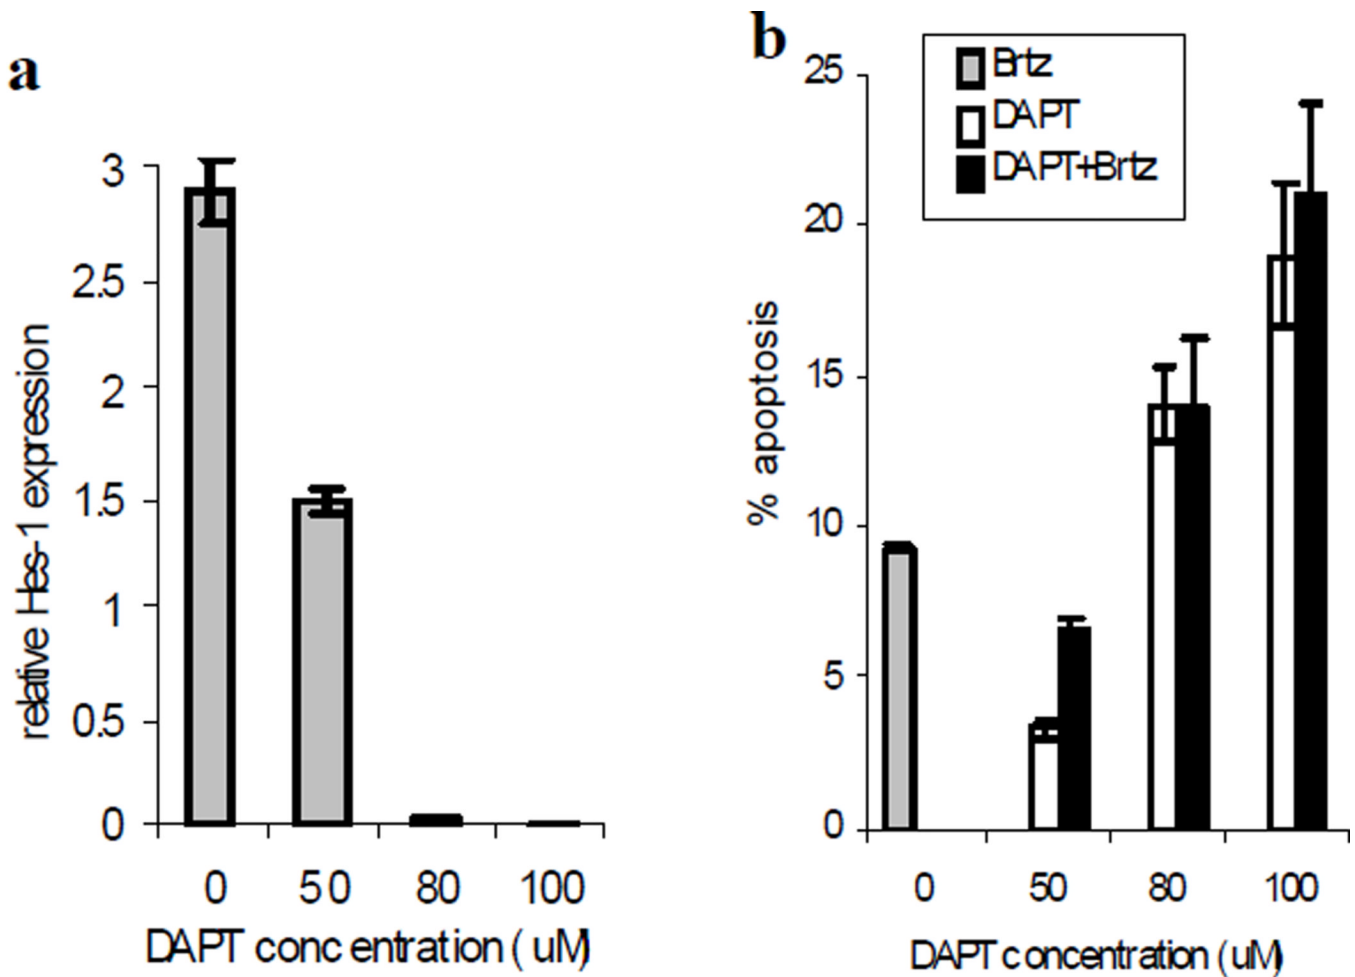 a
3
2.5
2
1.5
1
0.5
0
relative Hes-1 expression
0 50 80 100
DAPT concentration (uM)
b
Brtz
DAPT
DAPT+Brtz
25
20
15
10
5
0
% apoptosis
0 50 80 100
DAPT concentration (uM)